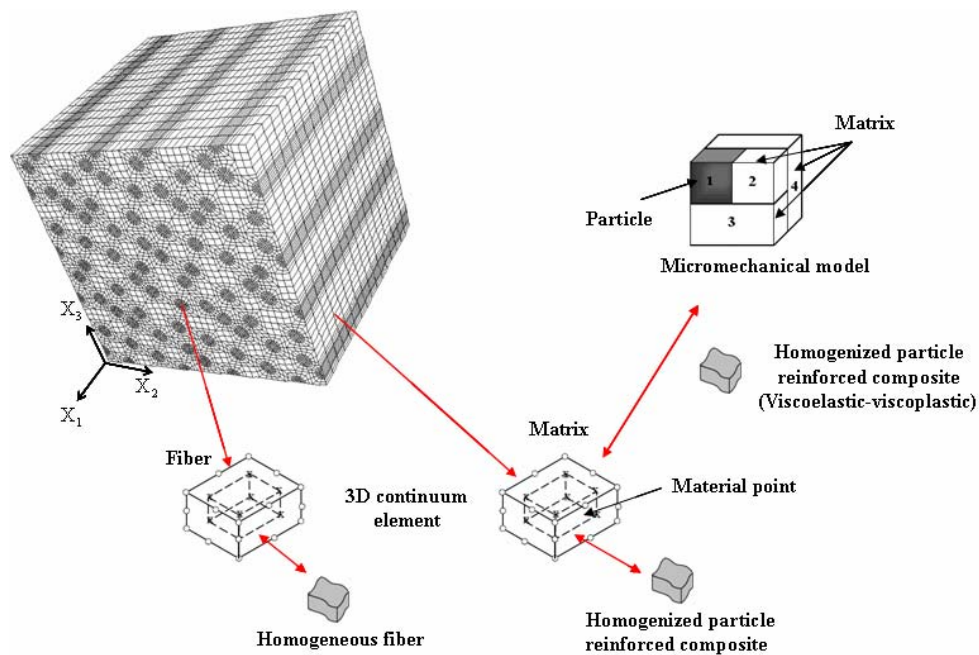 Matrix
1
2
4
3
Particle
Micromechanical model
X3
X2
X1
Homogenized particle
reinforced composite
(Viscoelastic-viscoplastic)
Matrix
Fiber
3D continuum
element
Material point
Homogeneous fiber
Homogenized particle
reinforced composite